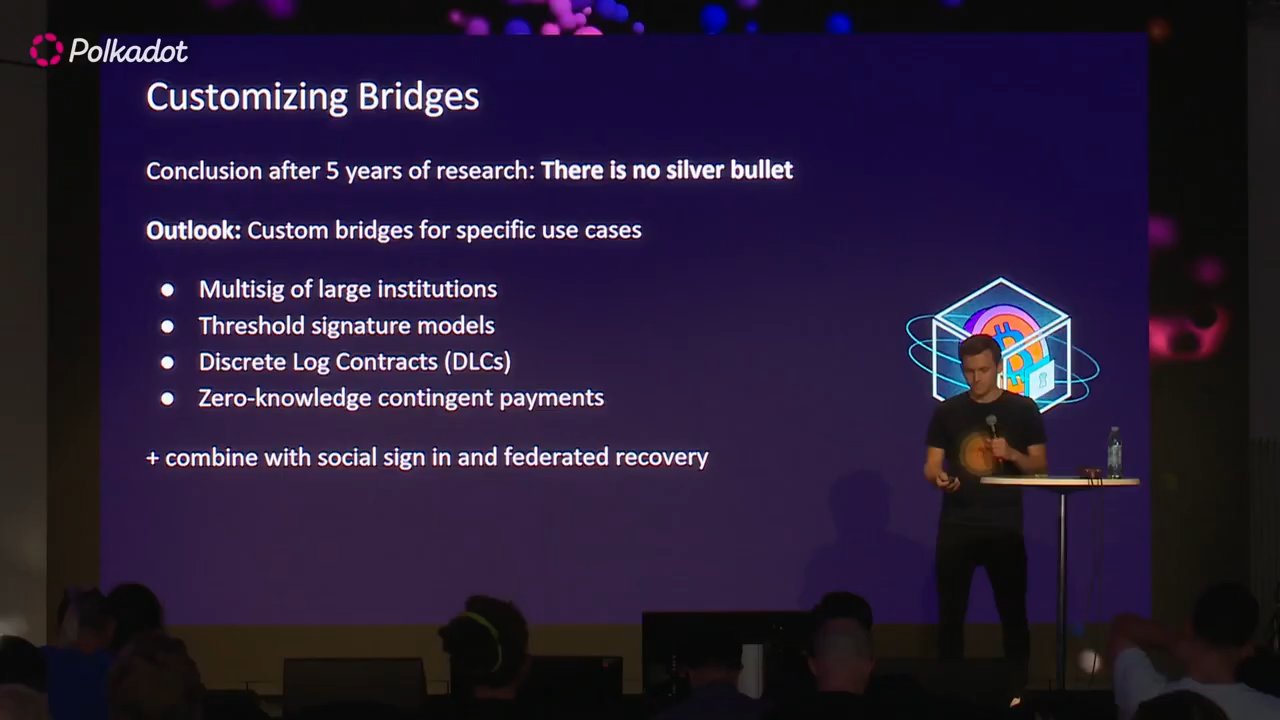 Polkadot
Customizing Bridges
Conclusion after 5 years of research: There is no silver bullet
Outlook: Custom bridges for specific use cases
● Multisig of large institutions
● Threshold signature models
● Discrete Log Contracts (DLCs)
● Zero-knowledge contingent payments
+ combine with social sign in and federated recovery